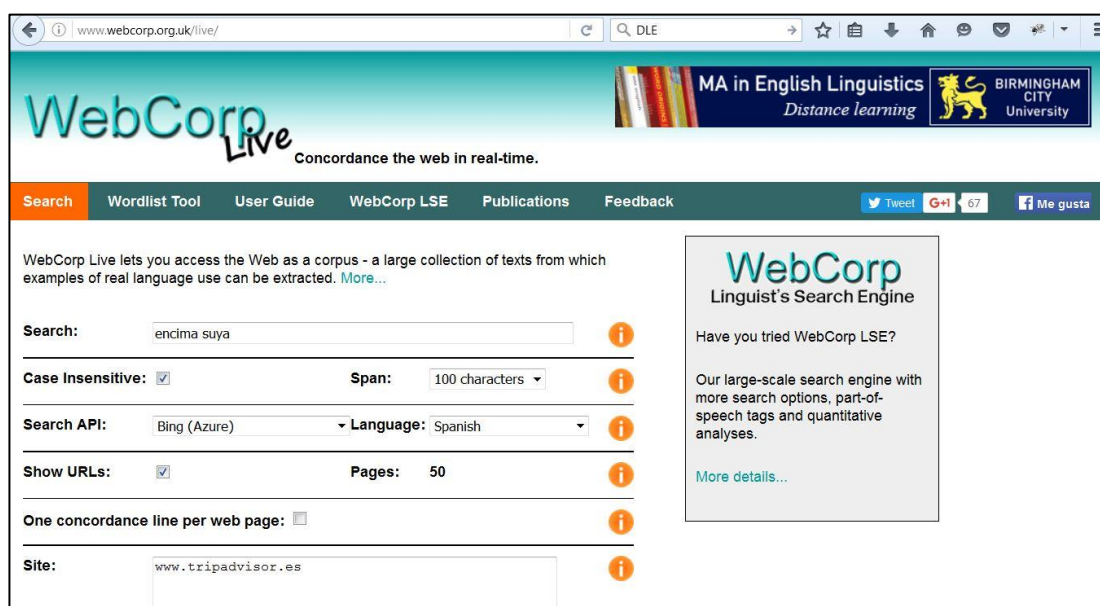 www.webcorp.org.uk/live/
DLE
WebCorp
Live
Concordance the web in real-time.
MA in English Linguistics
Distance learning
BIRMINGHAM
CITY
University
Search Wordlist Tool User Guide WebCorp LSE Publications Feedback
Tweet G+1 67 Me gusta
WebCorp Live lets you access the Web as a corpus - a large collection of texts from which
examples of real language use can be extracted. More...
Search: encima suya
Case Insensitive: Span: 100 characters
Search API: Bing (Azure) Language: Spanish
Show URLs: Pages: 50
One concordance line per web page:
Site: www.tripadvisor.es
WebCorp
Linguist's Search Engine
Have you tried WebCorp LSE?
Our large-scale search engine with
more search options, part-of-
speech tags and quantitative
analyses.
More details...